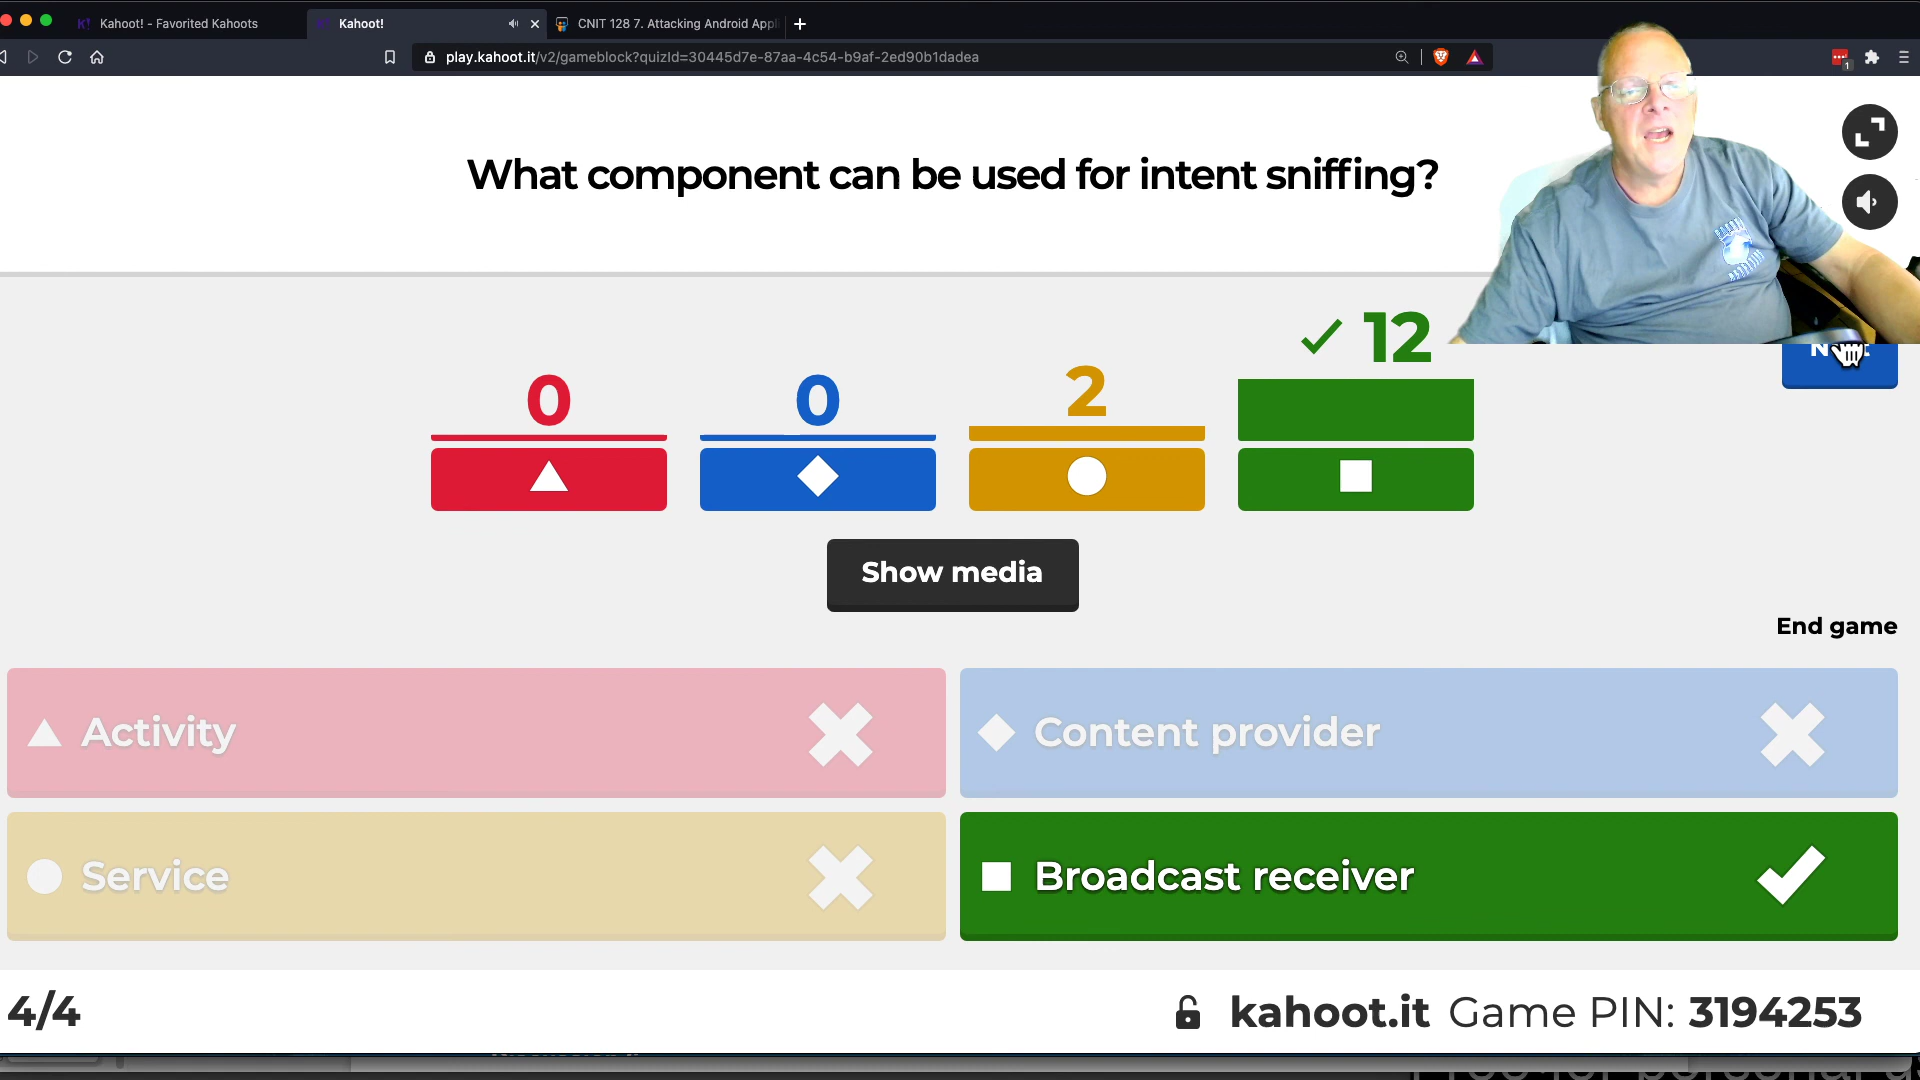 Kahoot! - Favorited Kahoots
Kahoot!
CNIT 128 7. Attacking Android Appli
play.kahoot.it/v2/gameblock?quizId=30445d7e-87aa-4c54-b9af-2ed90b1dadea
1
What component can be used for intent sniffing?
0
0
2
12
Show media
End game
Activity
Content provider
Service
Broadcast receiver
4/4
kahoot.it Game PIN: 3194253